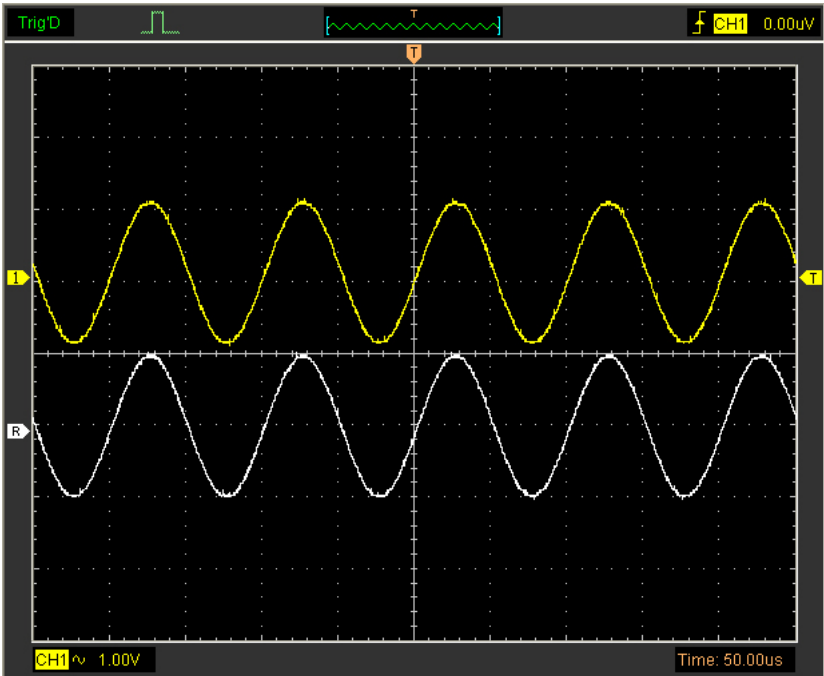 Trig'D
T
CH1 0.00uV
T
1
T
R
CH1 ∿ 1.00V
Time: 50.00us